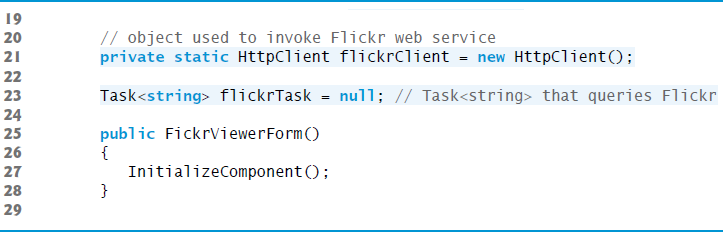 19
20 // object used to invoke Flickr web service
21 private static HttpClient flickrClient = new HttpClient();
22
23 Task<string> flickrTask = null; // Task<string> that queries Flickr
24
25 public FickrViewerForm()
26 {
27 InitializeComponent();
28 }
29